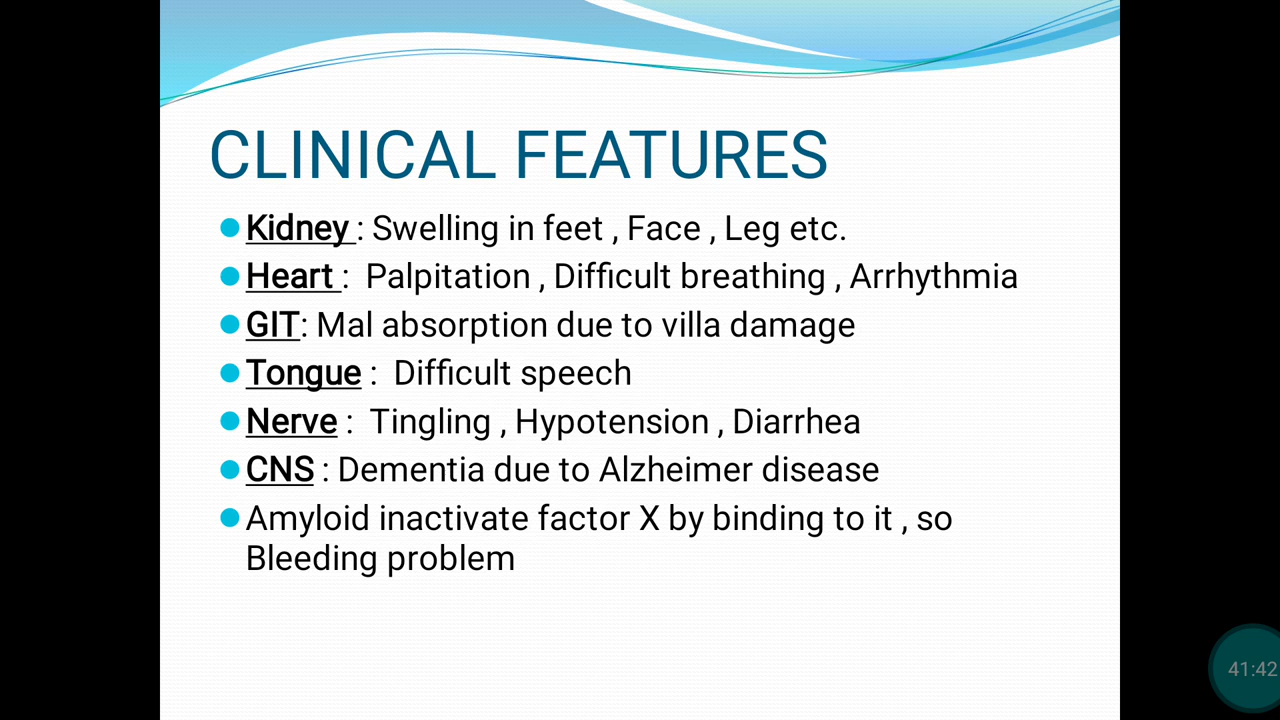 CLINICAL FEATURES
Kidney : Swelling in feet , Face , Leg etc.
Heart : Palpitation , Difficult breathing , Arrhythmia
GIT: Mal absorption due to villa damage
Tongue : Difficult speech
Nerve : Tingling , Hypotension , Diarrhea
CNS : Dementia due to Alzheimer disease
Amyloid inactivate factor X by binding to it , so
Bleeding problem
41:42